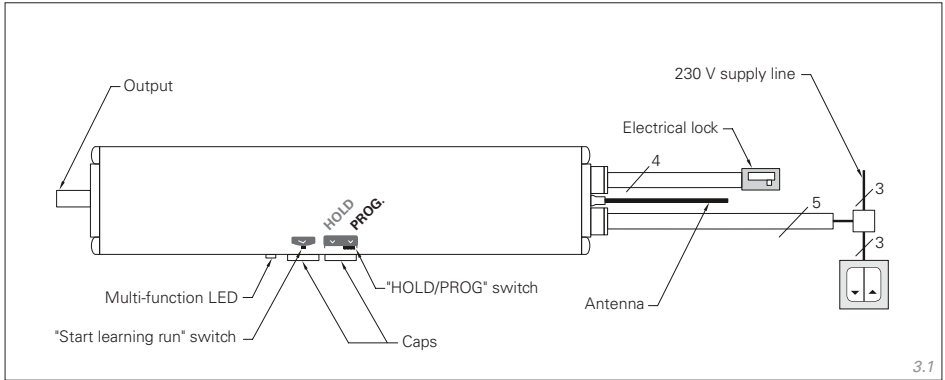 Output
230 V supply line
Electrical lock
4
3
5
HOLD
PROG.
3
Multi-function LED
"HOLD/PROG" switch
Antenna
"Start learning run" switch
Caps
3.1